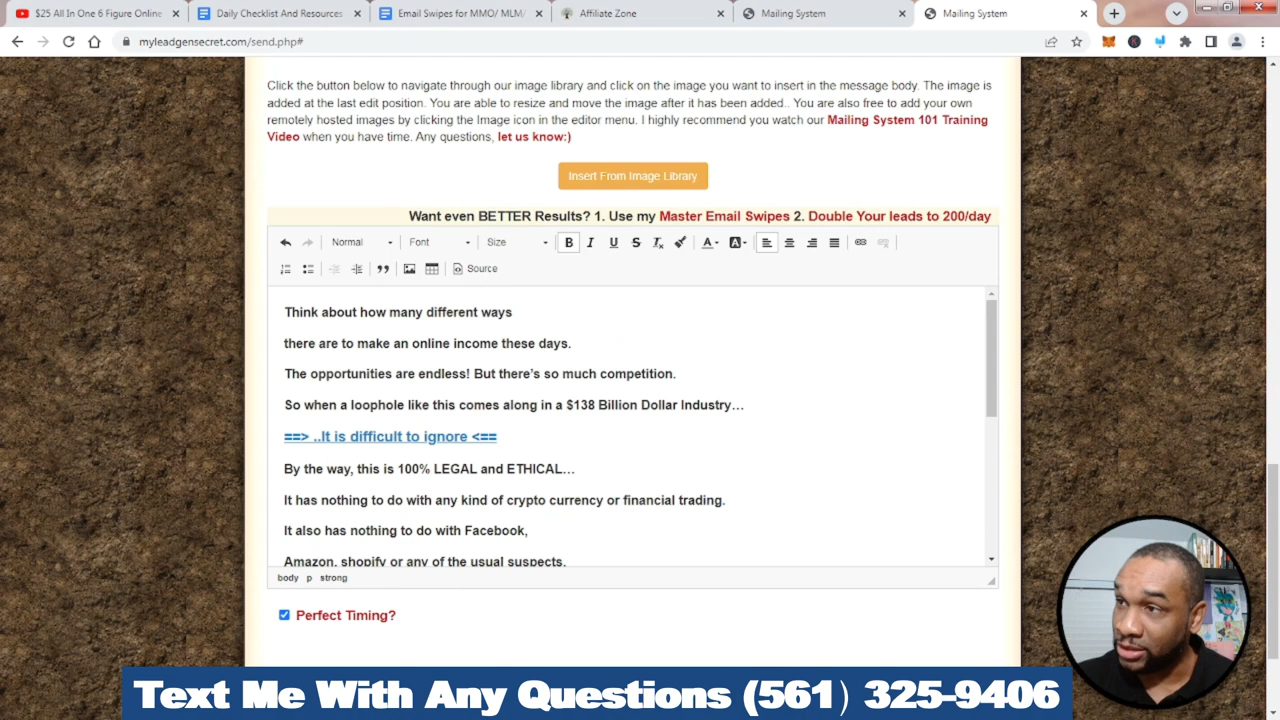 $25 All In One 6 Figure Online
Daily Checklist And Resources
Email Swipes for MMO/ MLM/
Affiliate Zone
Mailing System
Mailing System
myleadgensecret.com/send.php#
Click the button below to navigate through our image library and click on the image you want to insert in the message body. The image is
added at the last edit position. You are able to resize and move the image after it has been added.. You are also free to add your own
remotely hosted images by clicking the Image icon in the editor menu. I highly recommend you watch our Mailing System 101 Training
Video when you have time. Any questions, let us know:)
Insert From Image Library
Want even BETTER Results? 1. Use my Master Email Swipes 2. Double Your leads to 200/day
Normal Font Size B I U S Tx A A
Source
Think about how many different ways
there are to make an online income these days.
The opportunities are endless! But there's so much competition.
So when a loophole like this comes along in a $138 Billion Dollar Industry…
==> ..It is difficult to ignore <==
By the way, this is 100% LEGAL and ETHICAL…
It has nothing to do with any kind of crypto currency or financial trading.
It also has nothing to do with Facebook,
Amazon, shopify or any of the usual suspects.
body p strong
Perfect Timing?
Text Me With Any Questions (561) 325-9406